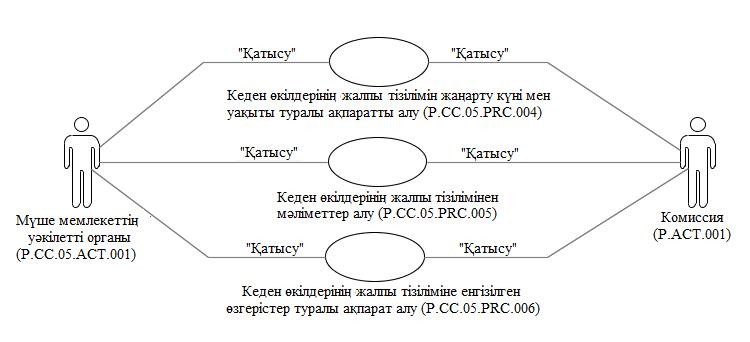 "Қатысу" "Қатысу"
Кеден өкілдерінің жалпы тізілімін жаңарту күні мен
уақыты туралы ақпаратты алу (P.CC.05.PRC.004)
"Қатысу" "Қатысу"
Кеден өкілдерінің жалпы тізілімінен
мәліметтер алу (P.CC.05.PRC.005)
Мүше мемлекеттің
уәкілетті органы
(P.CC.05.ACT.001)
Комиссия
(P.ACT.001)
"Қатысу" "Қатысу"
Кеден өкілдерінің жалпы тізіліміне енгізілген
өзгерістер туралы ақпарат алу (P.CC.05.PRC.006)